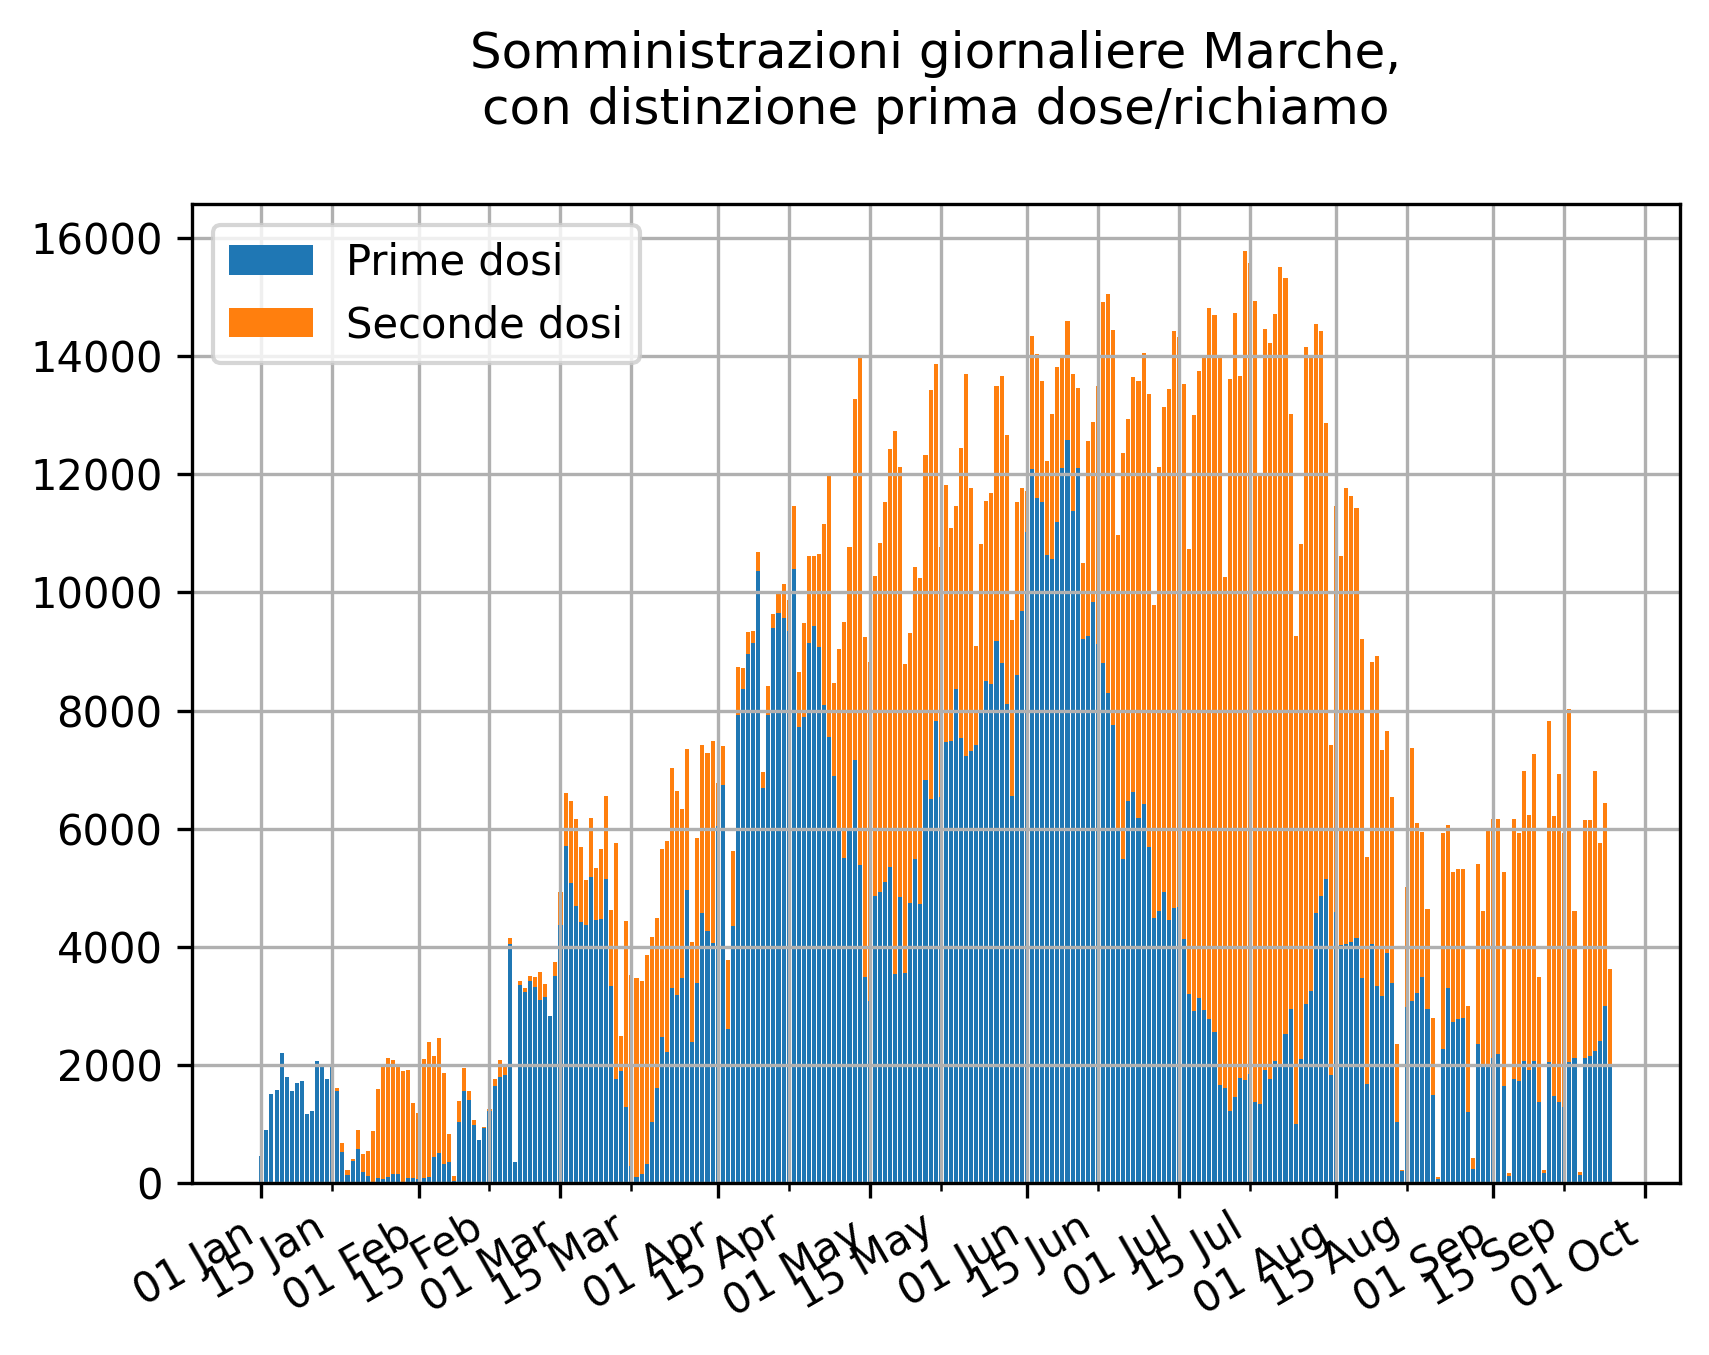 Somministrazioni giornaliere Marche,
con distinzione prima dose/richiamo
Prime dosi
Seconde dosi
16000
14000
12000
10000
8000
6000
4000
2000
0
01 Jan
15 Jan
01 Feb
15 Feb
01 Mar
15 Mar
01 Apr
15 Apr
01 May
15 May
01 Jun
15 Jun
01 Jul
15 Jul
01 Aug
15 Aug
01 Sep
15 Sep
01 Oct